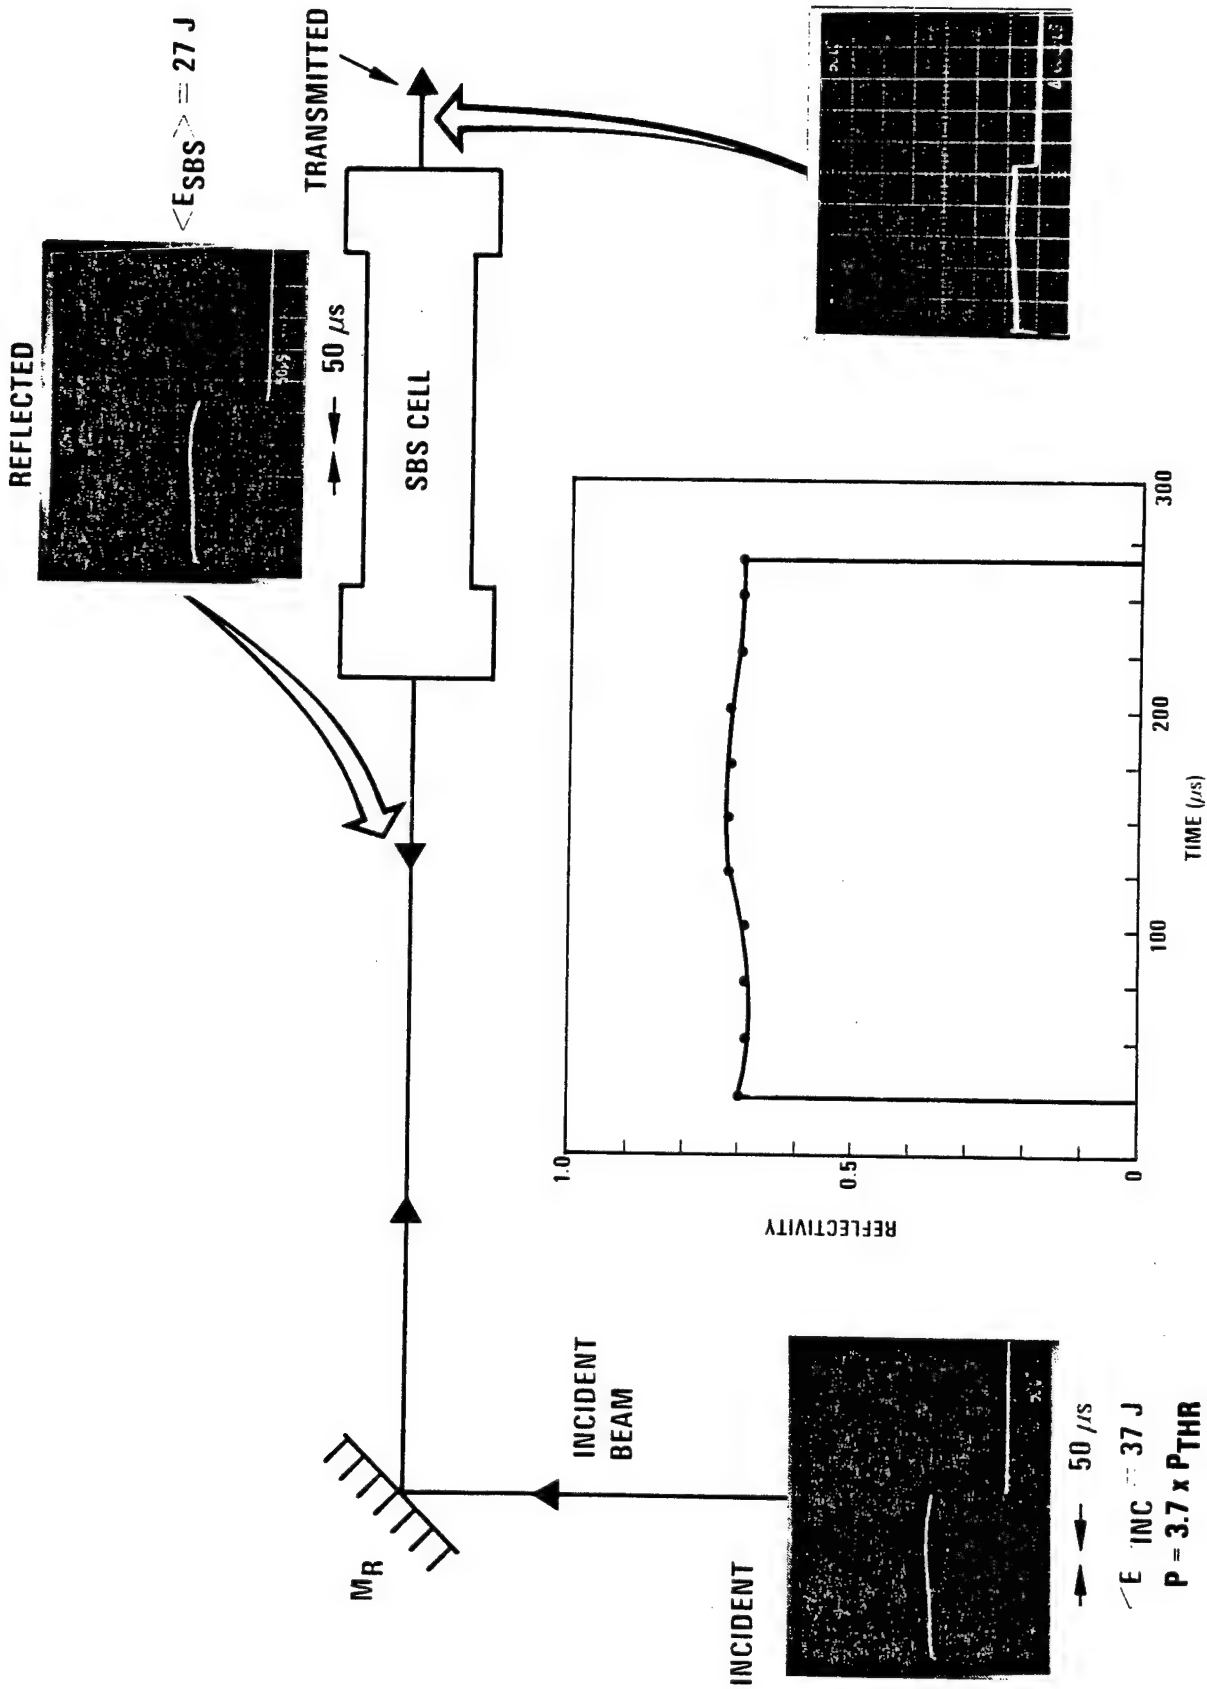 REFLECTED
50µs
<E_SBS> = 27 J
50 µs
TRANSMITTED
SBS CELL
M_R
INCIDENT
BEAM
INCIDENT
50 µs
<E INC = 37 J
P = 3.7 x P_THR
REFLECTIVITY
1.0
0.5
0
100
200
300
TIME (µs)